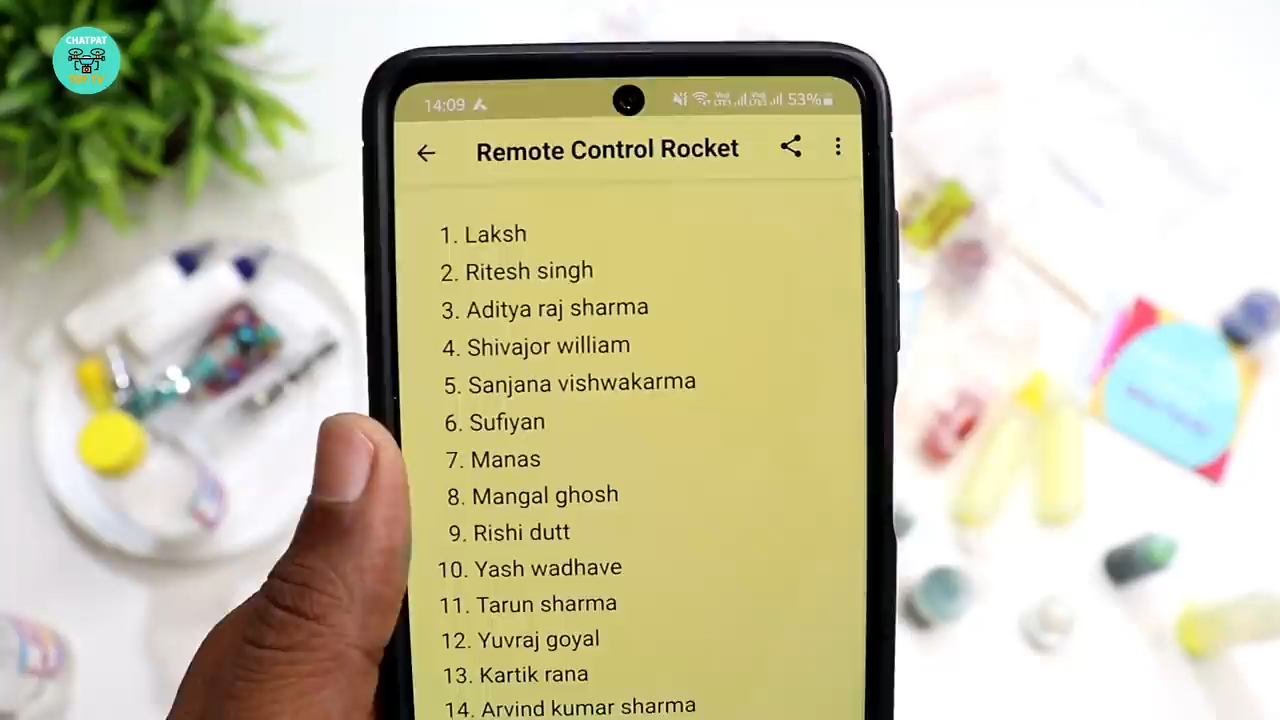 CHATPAT
TOY TV
14:09
53%
Remote Control Rocket
1. Laksh
2. Ritesh singh
3. Aditya raj sharma
4. Shivajor william
5. Sanjana vishwakarma
6. Sufiyan
7. Manas
8. Mangal ghosh
9. Rishi dutt
10. Yash wadhave
11. Tarun sharma
12. Yuvraj goyal
13. Kartik rana
14. Arvind kumar sharma